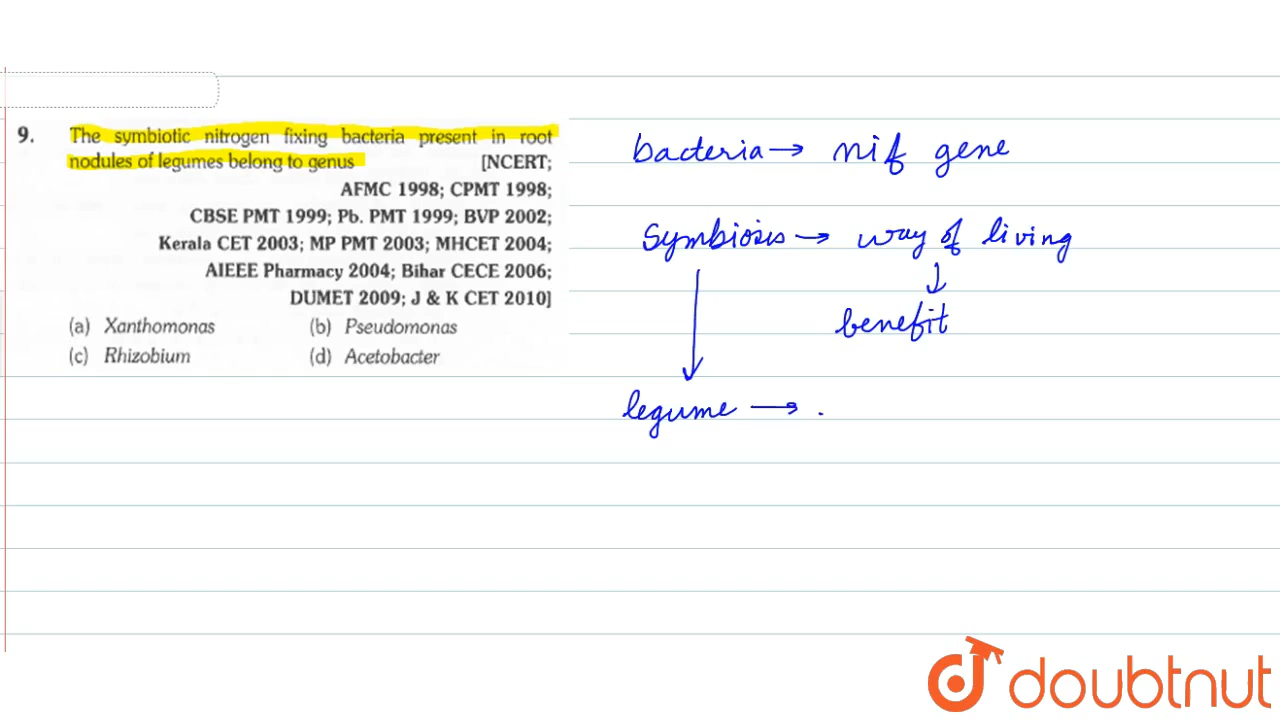 9. The symbiotic nitrogen fixing bacteria present in root
nodules of legumes belong to genus [NCERT;
AFMC 1998; CPMT 1998;
CBSE PMT 1999; Pb. PMT 1999; BVP 2002;
Kerala CET 2003; MP PMT 2003; MHCET 2004;
AIEEE Pharmacy 2004; Bihar CECE 2006;
DUMET 2009; J & K CET 2010]
(a) Xanthomonas (b) Pseudomonas
(c) Rhizobium (d) Acetobacter
bacteria → nif gene
Symbiosis → way of living
↓
benefit
↓
legume → .
doubtnut